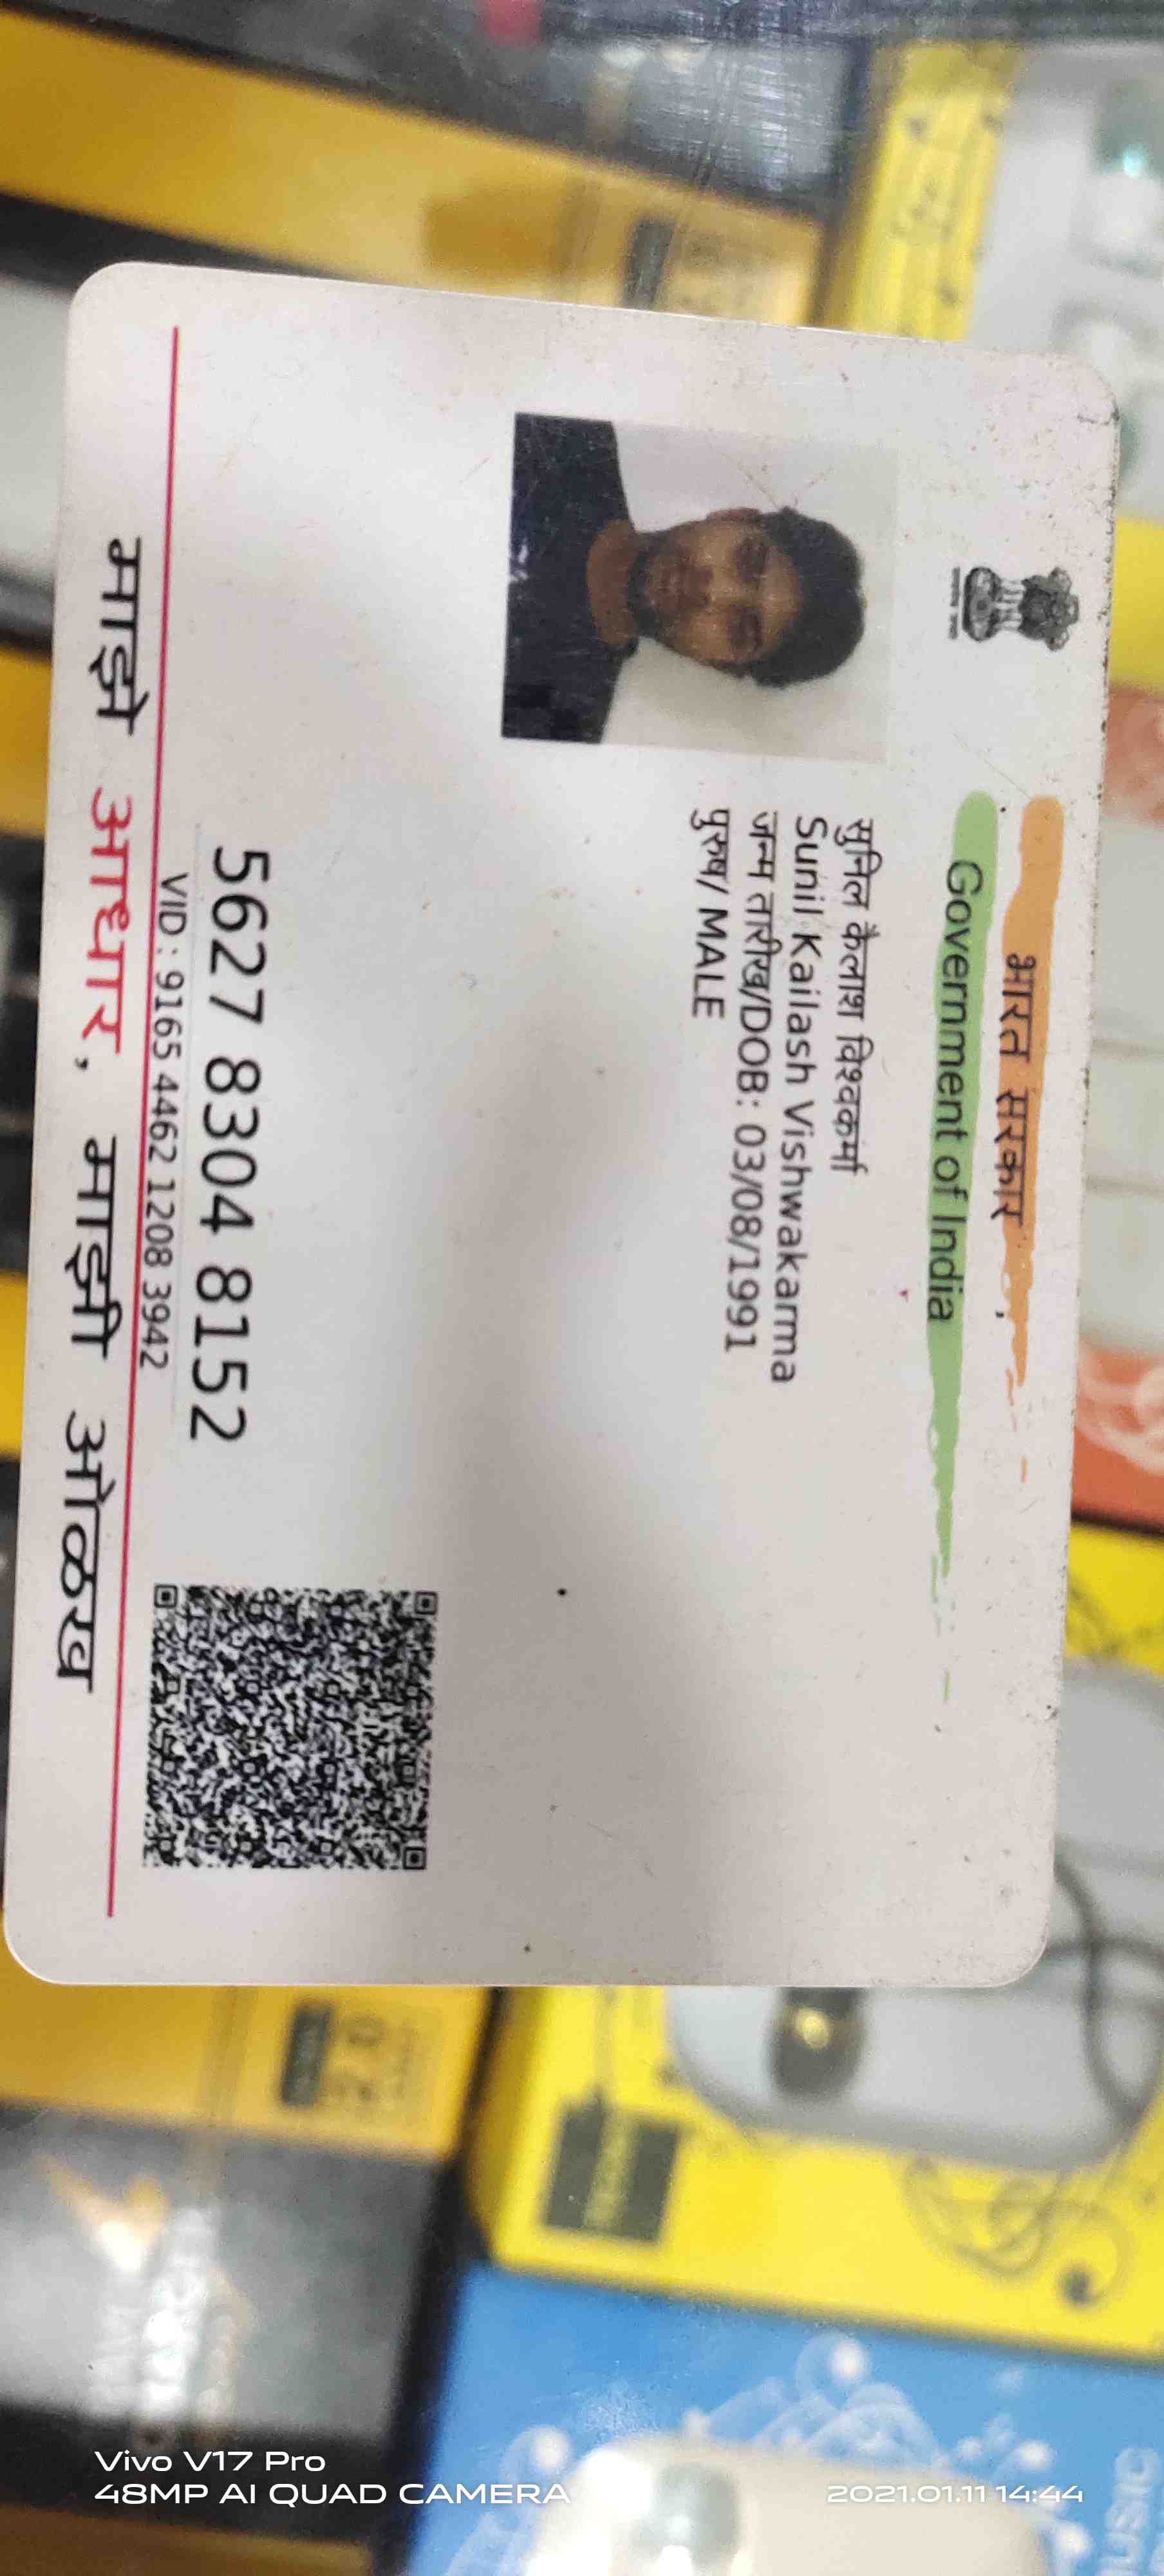 भारत सरकार
Government of India
सुनिल कैलाश विश्वकर्मा
Sunil Kailash Vishwakarma
जन्म तारीख/DOB: 03/08/1991
पुरुष/ MALE
5627 8304 8152
VID : 9165 4462 1208 3942
माझे आधार, माझी ओळख
Vivo V17 Pro
48MP AI QUAD CAMERA
2021.01.11 14:44